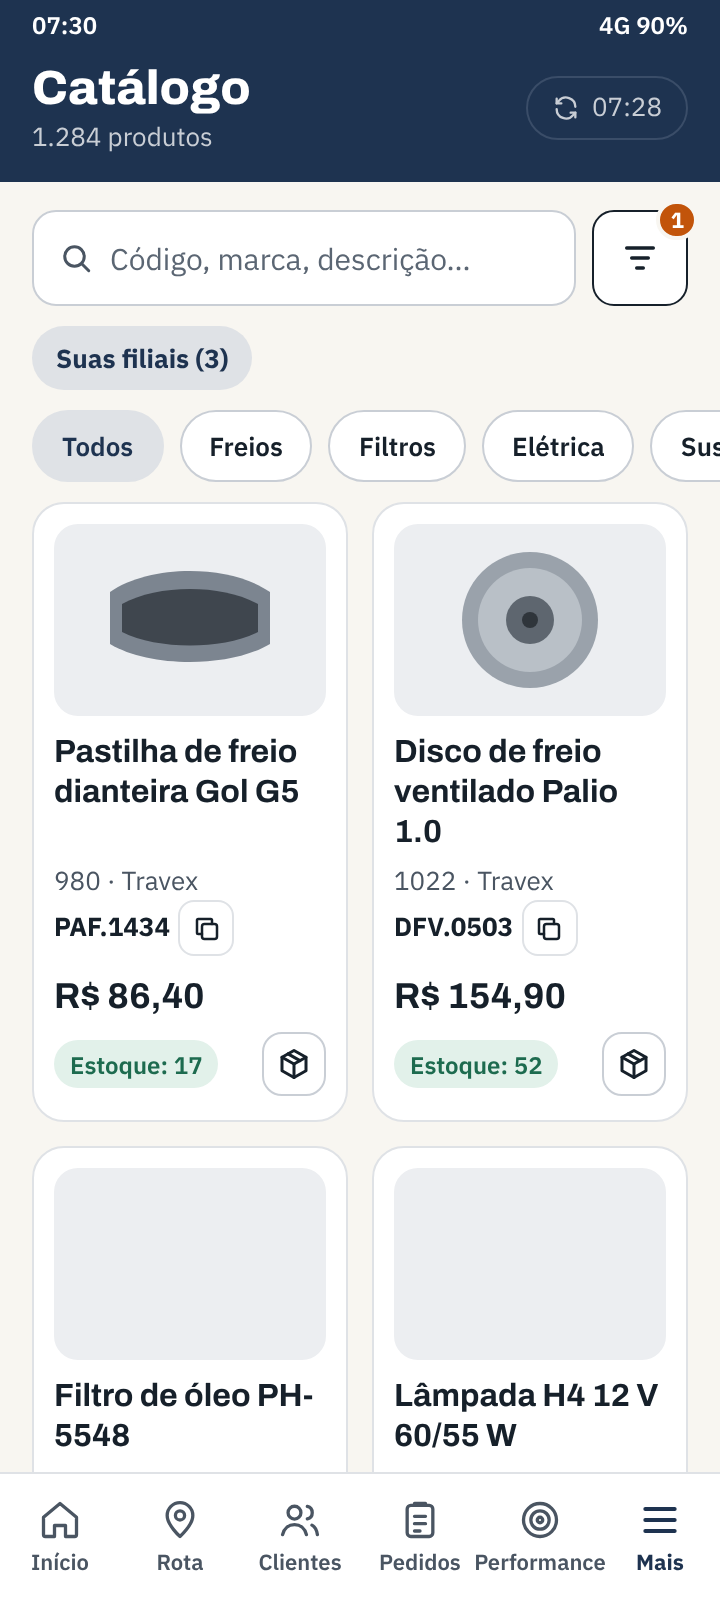 07:30
4G 90%
Catálogo
1.284 produtos
07:28
Código, marca, descrição...
1
Suas filiais (3)
Todos
Freios
Filtros
Elétrica
Sus
Pastilha de freio
dianteira Gol G5
980 · Travex
PAF.1434
R$ 86,40
Estoque: 17
Disco de freio
ventilado Palio
1.0
1022 · Travex
DFV.0503
R$ 154,90
Estoque: 52
Filtro de óleo PH-
5548
Lâmpada H4 12 V
60/55 W
Início
Rota
Clientes
Pedidos
Performance
Mais